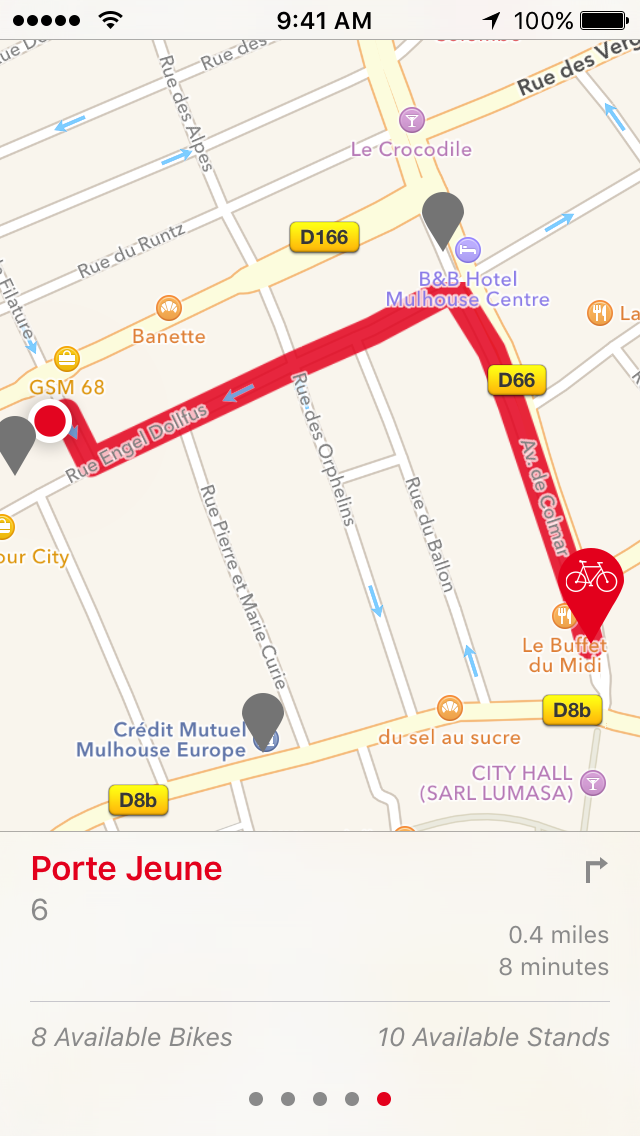 9:41 AM
100%
Rue des
Rue des Verg
Rue des Alpes
Le Crocodile
D166
Rue du Runtz
B&B Hotel
Mulhouse Centre
Filature
Banette
La
GSM 68
D66
Rue Engel Dollfus
Rue des Orphelins
Av. de Colmar
Rue Pierre et Marie Curie
Rue du Ballon
our City
Le Buffet
du Midi
D8b
Crédit Mutuel
Mulhouse Europe
du sel au sucre
CITY HALL
(SARL LUMASA)
D8b
Porte Jeune
6
0.4 miles
8 minutes
8 Available Bikes
10 Available Stands